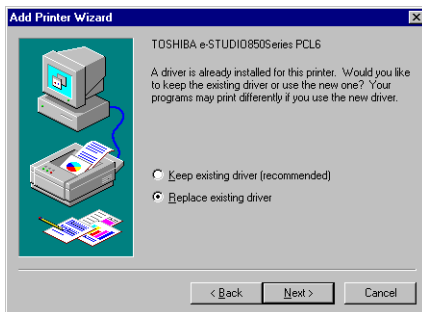 Add Printer Wizard
TOSHIBA e-STUDIO850Series PCL6
A driver is already installed for this printer. Would you like
to keep the existing driver or use the new one? Your
programs may print differently if you use the new driver.
Keep existing driver (recommended)
Replace existing driver
< Back Next > Cancel